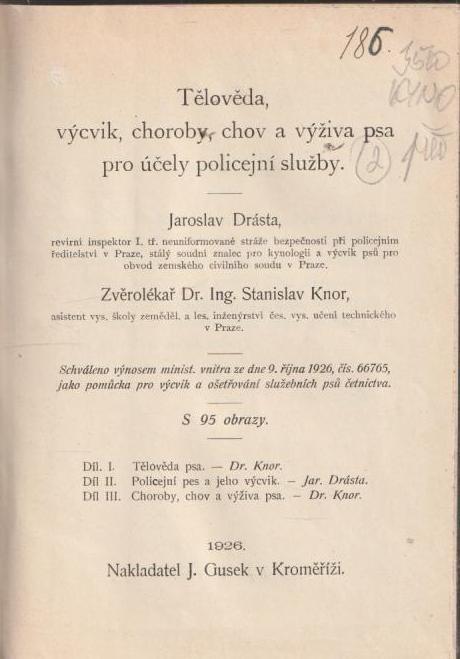 186.
Tělověda,
výcvik, choroby, chov a výživa psa
pro účely policejní služby.
2
Jaroslav Drásta,
revírní inspektor I. tř. neuniformované stráže bezpečnosti při policejním
ředitelství v Praze, stálý soudní znalec pro kynologii a výcvik psů pro
obvod zemského civilního soudu v Praze.
Zvěrolékař Dr. Ing. Stanislav Knor,
asistent vys. školy zeměděl. a les. inženýrství čes. vys. učení technického
v Praze.
Schváleno výnosem minist. vnitra ze dne 9. října 1926, čís. 66765,
jako pomůcka pro výcvik a ošetřování služebních psů četnictva.
S 95 obrazy.
Díl. I. Tělověda psa. — Dr. Knor.
Díl II. Policejní pes a jeho výcvik. — Jar. Drásta.
Díl III. Choroby, chov a výživa psa. — Dr. Knor.
1926.
Nakladatel J. Gusek v Kroměříži.